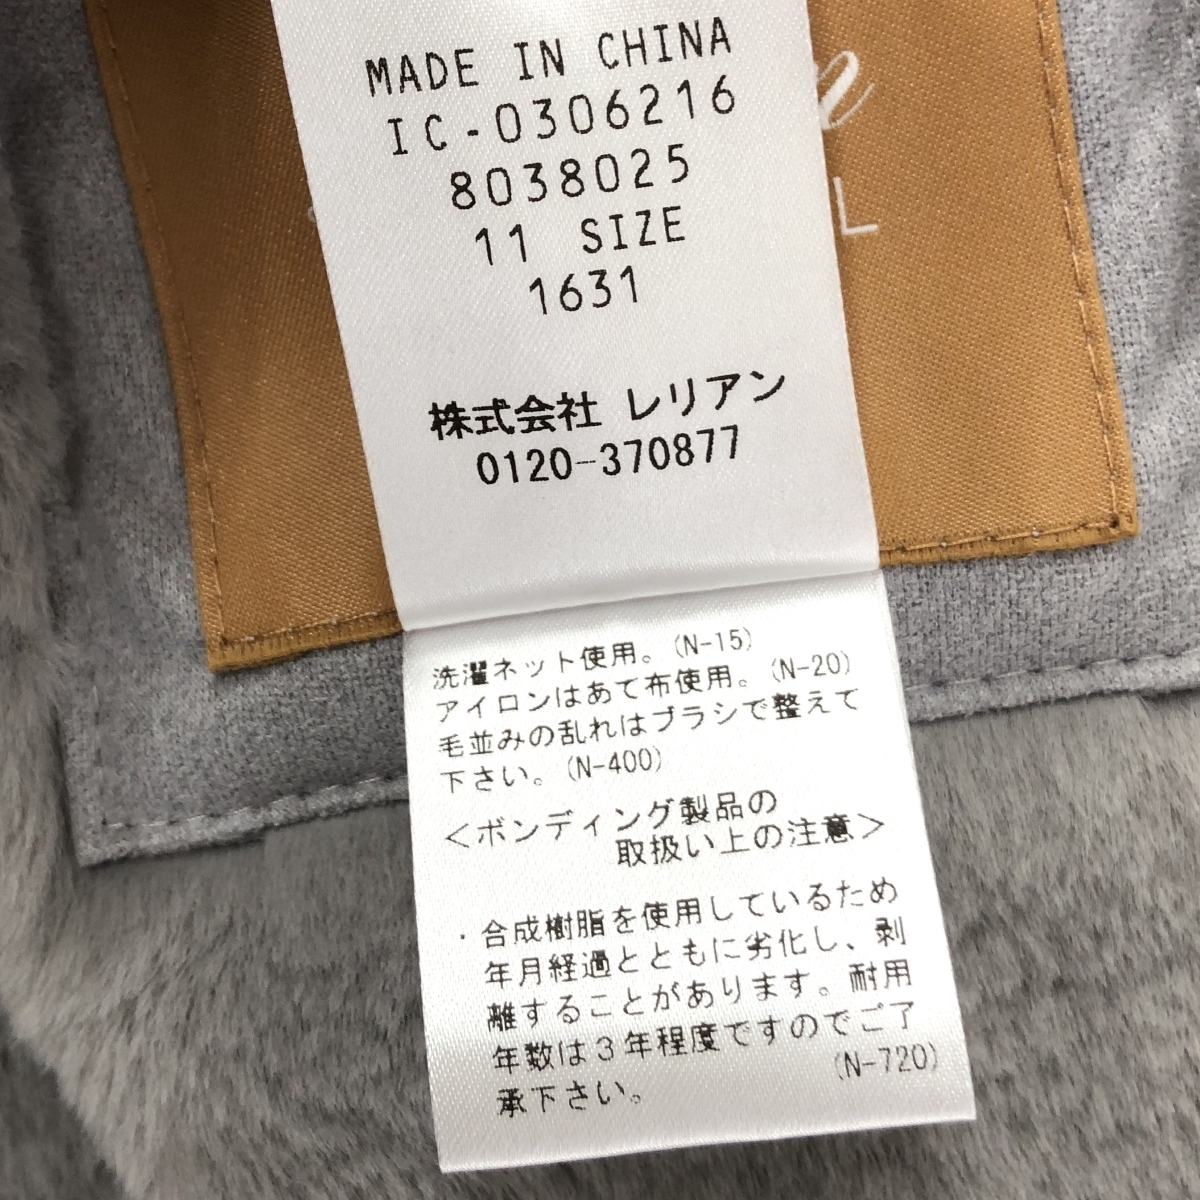 MADE IN CHINA
IC-0306216
8038025
11 SIZE
1631
株式会社 レリアン
0120-370877
洗濯ネット使用。(N-15)
アイロンはあて布使用。(N-20)
毛並みの乱れはブラシで整えて
下さい。(N-400)
＜ボンディング製品の
取扱い上の注意＞
・合成樹脂を使用しているため
年月経過とともに劣化し、剥
離することがあります。耐用
年数は３年程度ですのでご了
承下さい。
(N-720)
L